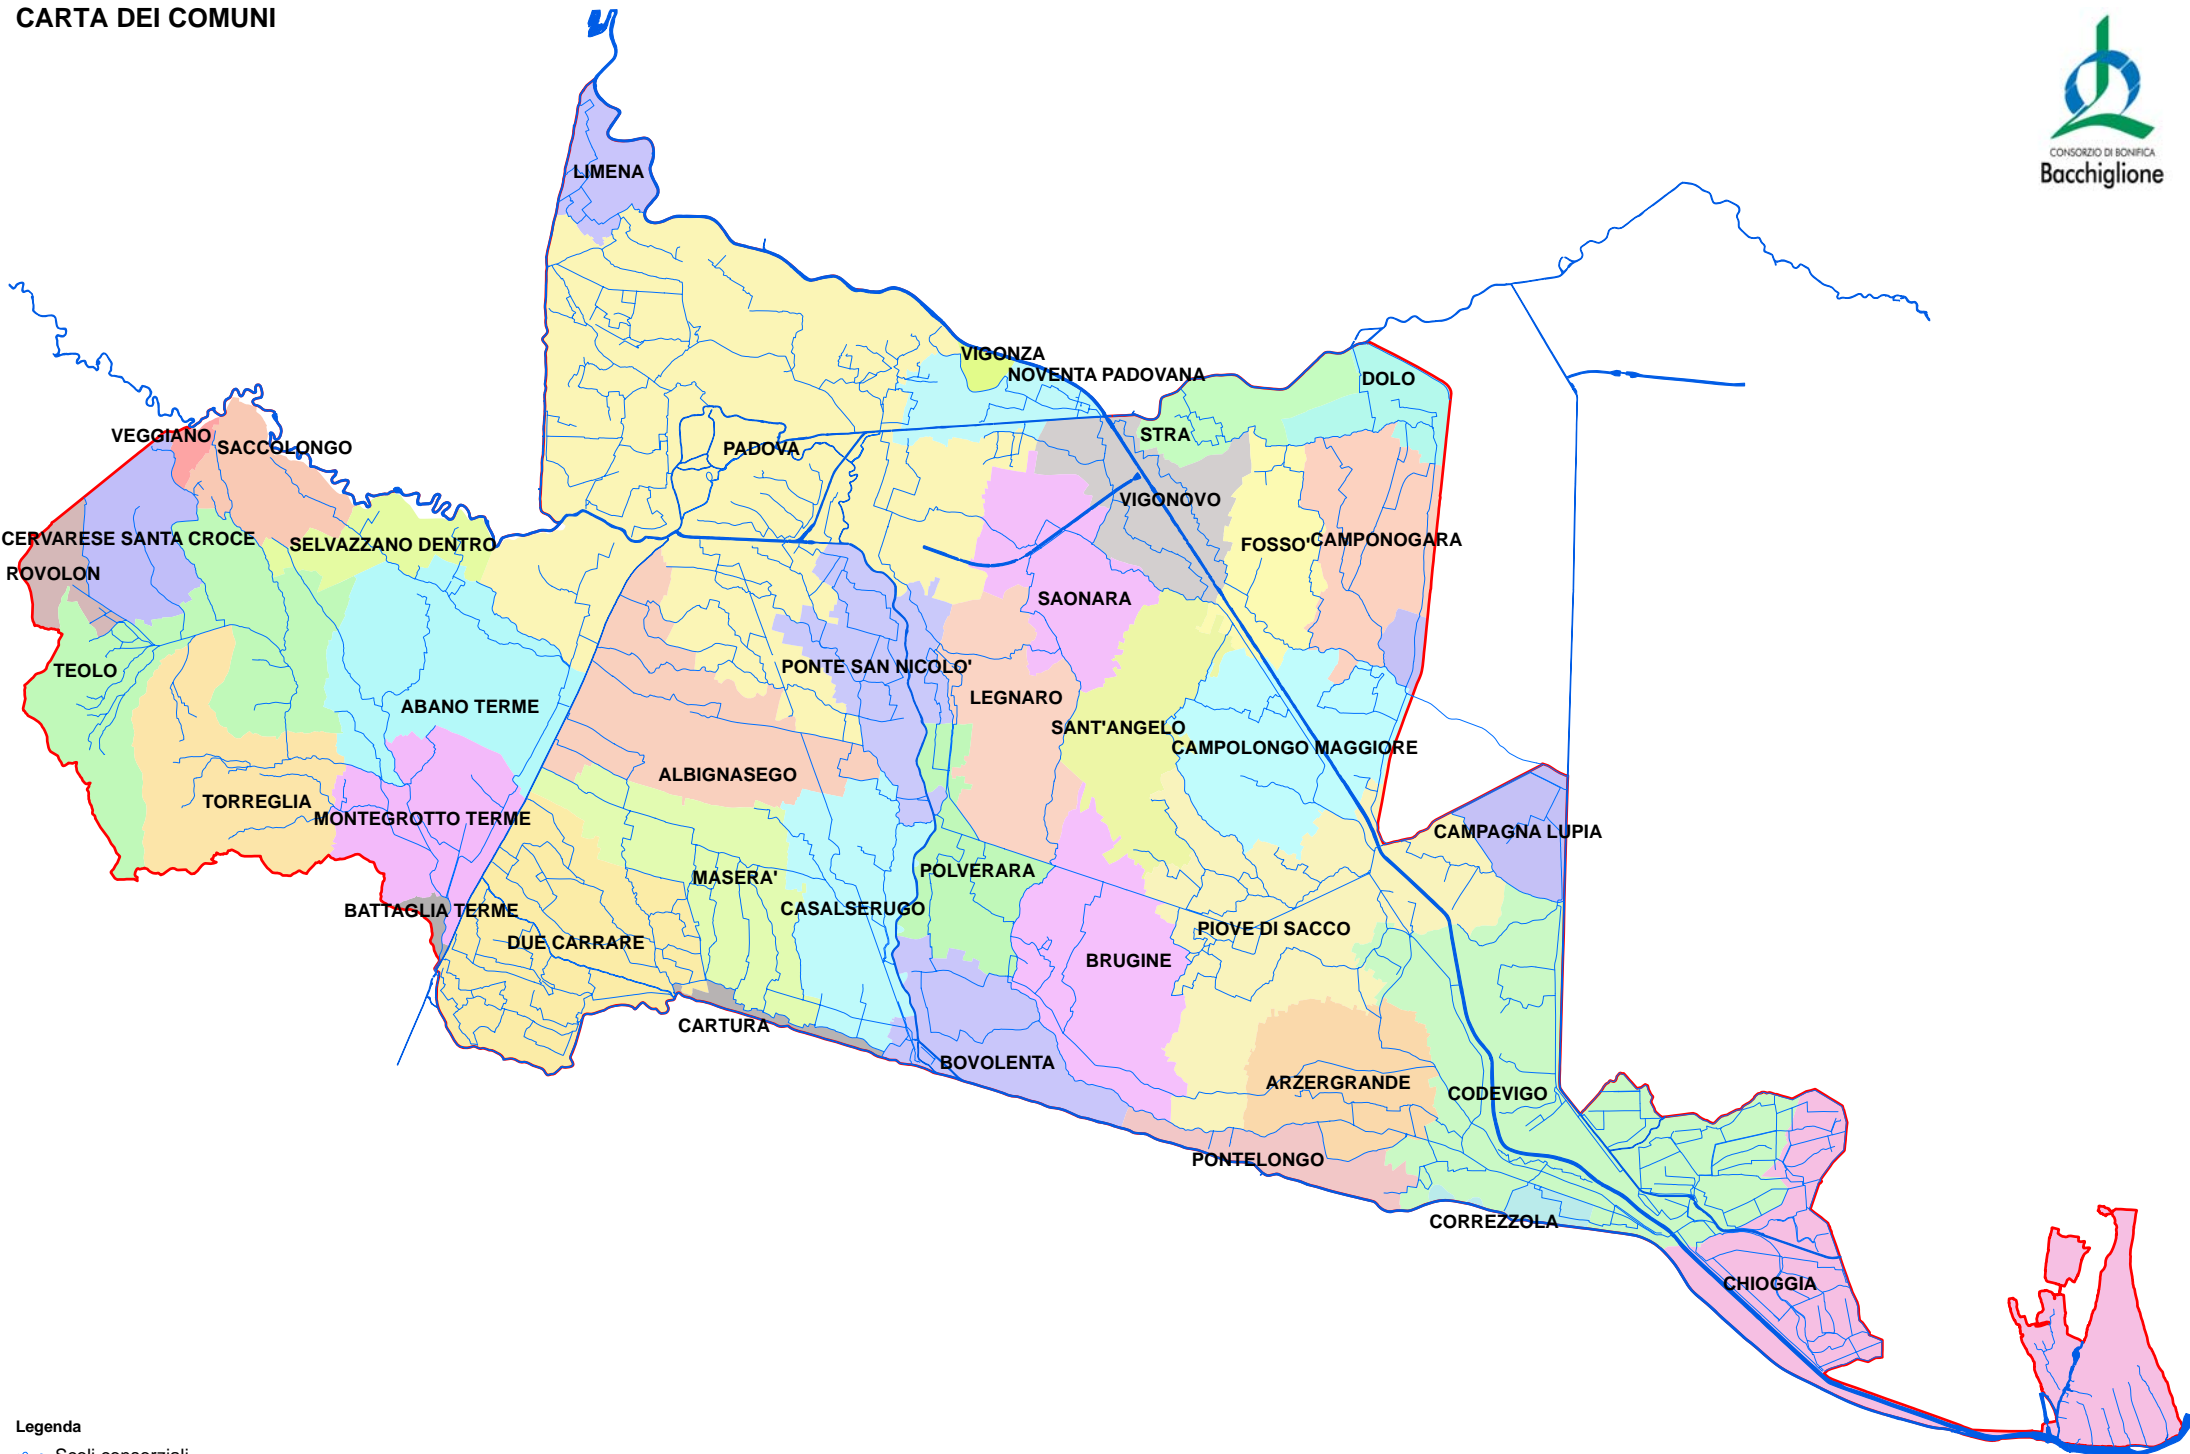 CARTA DEI COMUNI
CONSORZIO DI BONIFICA
Bacchiglione
LIMENA
VIGONZA
NOVENTA PADOVANA
DOLO
VEGGIANO
SACCOLONGO
PADOVA
STRA
VIGONOVO
CERVARESE SANTA CROCE
SELVAZZANO DENTRO
FOSSO'
CAMPONOGARA
ROVOLON
SAONARA
TEOLO
PONTE SAN NICOLO'
LEGNARO
ABANO TERME
SANT'ANGELO
CAMPOLONGO MAGGIORE
ALBIGNASEGO
TORREGLIA
MONTEGROTTO TERME
CAMPAGNA LUPIA
MASERA'
POLVERARA
BATTAGLIA TERME
CASALSERUGO
DUE CARRARE
PIOVE DI SACCO
BRUGINE
CARTURA
BOVOLENTA
ARZERGRANDE
CODEVIGO
PONTELONGO
CORREZZOLA
CHIOGGIA
Legenda
Scoli consorziali